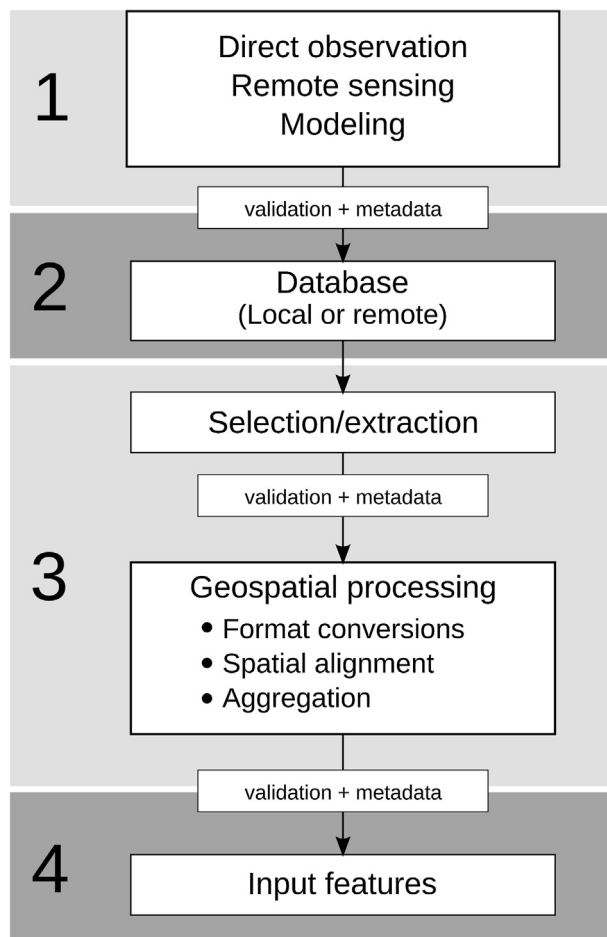 1
Direct observation
Remote sensing
Modeling
validation + metadata
2
Database
(Local or remote)
Selection/extraction
validation + metadata
3
Geospatial processing
• Format conversions
• Spatial alignment
• Aggregation
validation + metadata
4
Input features